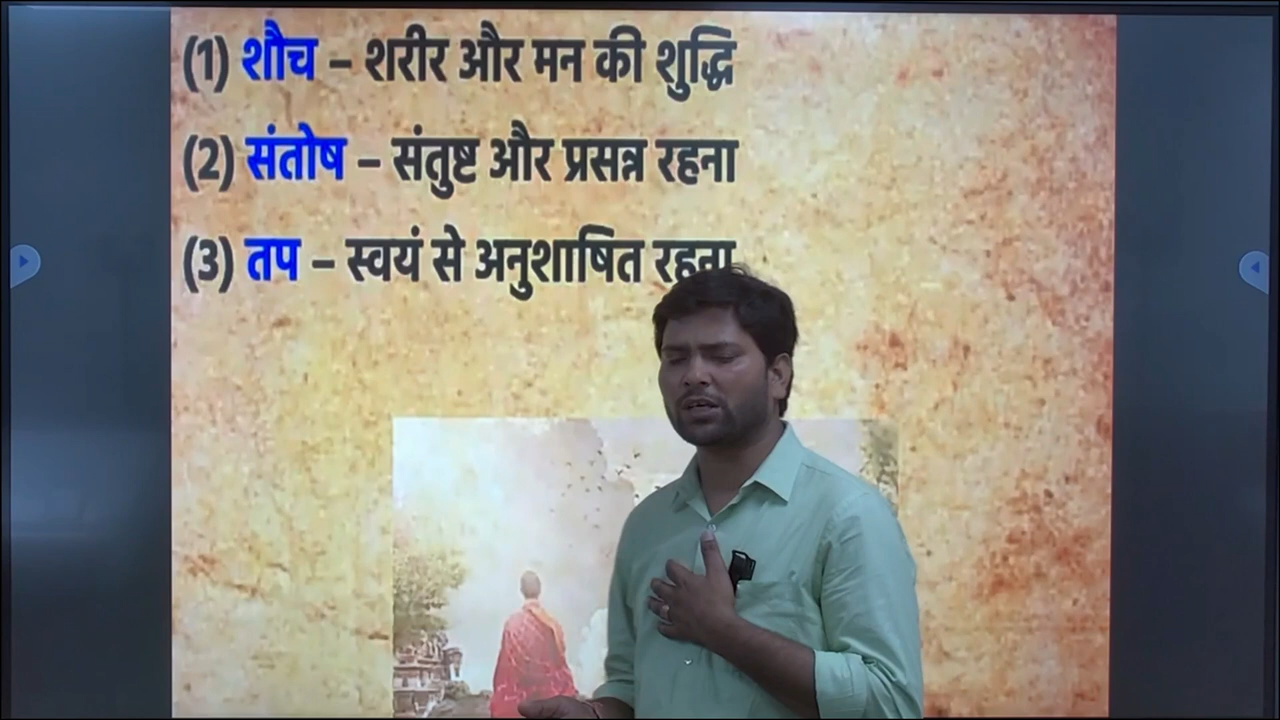 (1) शौच – शरीर और मन की शुद्धि
(2) संतोष – संतुष्ट और प्रसन्न रहना
(3) तप – स्वयं से अनुशाषित रहना